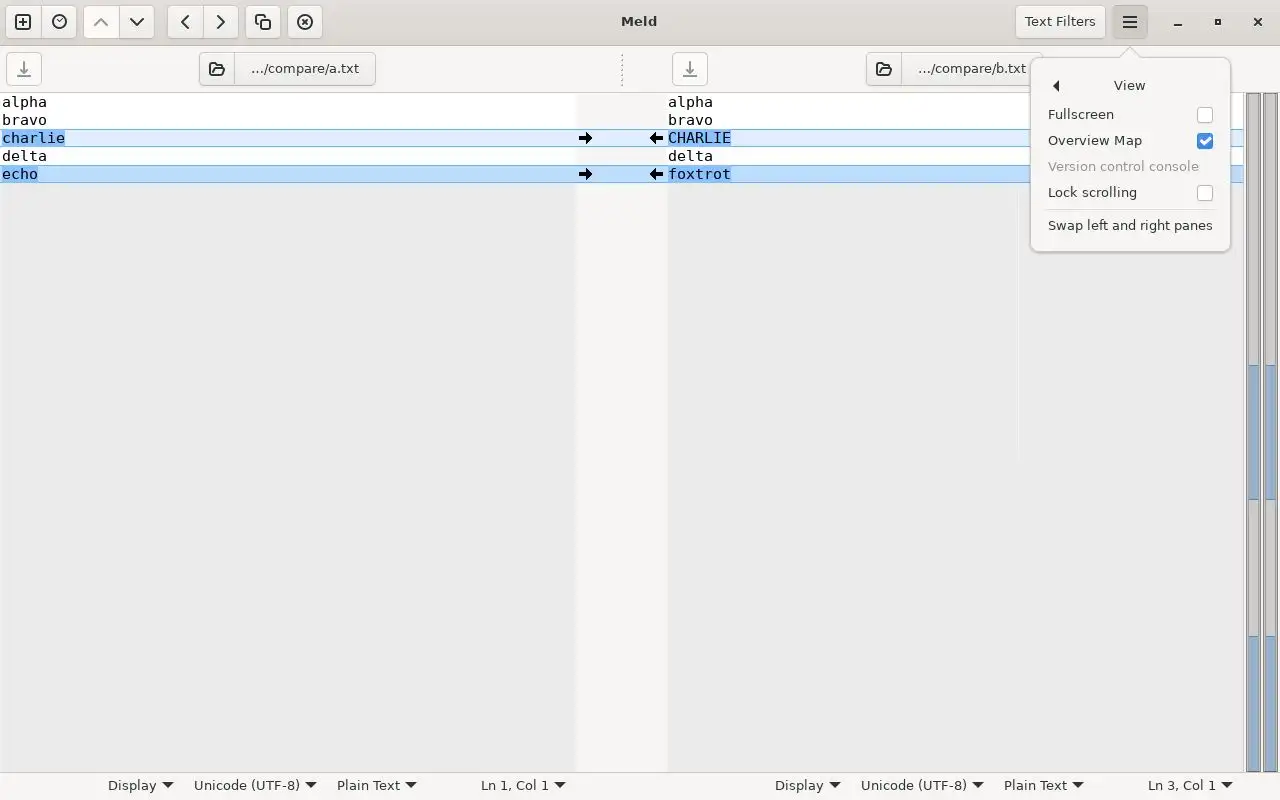 Meld
Text Filters
.../compare/a.txt
.../compare/b.txt
View
Fullscreen
Overview Map
Version control console
Lock scrolling
Swap left and right panes
alpha
bravo
charlie
delta
echo
alpha
bravo
CHARLIE
delta
foxtrot
Display
Unicode (UTF-8)
Plain Text
Ln 1, Col 1
Display
Unicode (UTF-8)
Plain Text
Ln 3, Col 1